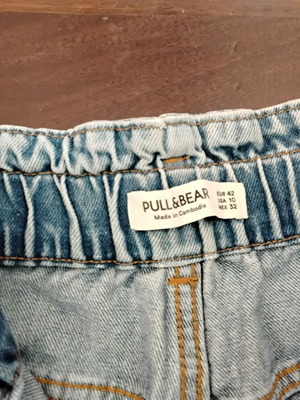 PULL&BEAR
Made in Cambodia
EUR 42
USA 10
MEX 32